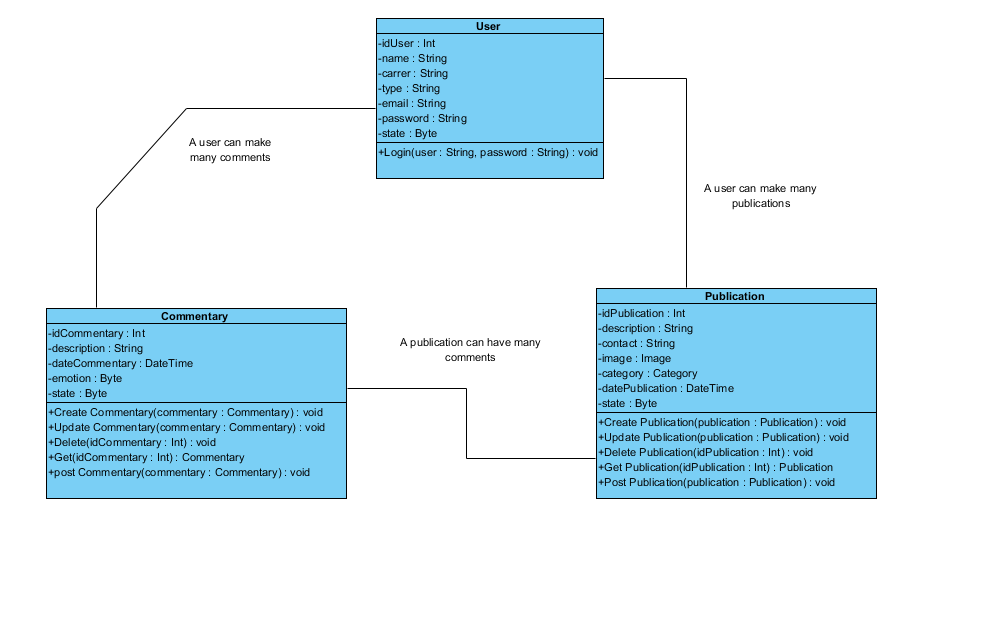 User
-idUser : Int
-name : String
-carrer : String
-type : String
-email : String
-password : String
-state : Byte
+Login(user : String, password : String) : void
A user can make
many comments
A user can make many
publications
Commentary
-idCommentary : Int
-description : String
-dateCommentary : DateTime
-emotion : Byte
-state : Byte
+Create Commentary(commentary : Commentary) : void
+Update Commentary(commentary : Commentary) : void
+Delete(idCommentary : Int) : void
+Get(idCommentary : Int) : Commentary
+post Commentary(commentary : Commentary) : void
A publication can have many
comments
Publication
-idPublication : Int
-description : String
-contact : String
-image : Image
-category : Category
-datePublication : DateTime
-state : Byte
+Create Publication(publication : Publication) : void
+Update Publication(publication : Publication) : void
+Delete Publication(idPublication : Int) : void
+Get Publication(idPublication : Int) : Publication
+Post Publication(publication : Publication) : void